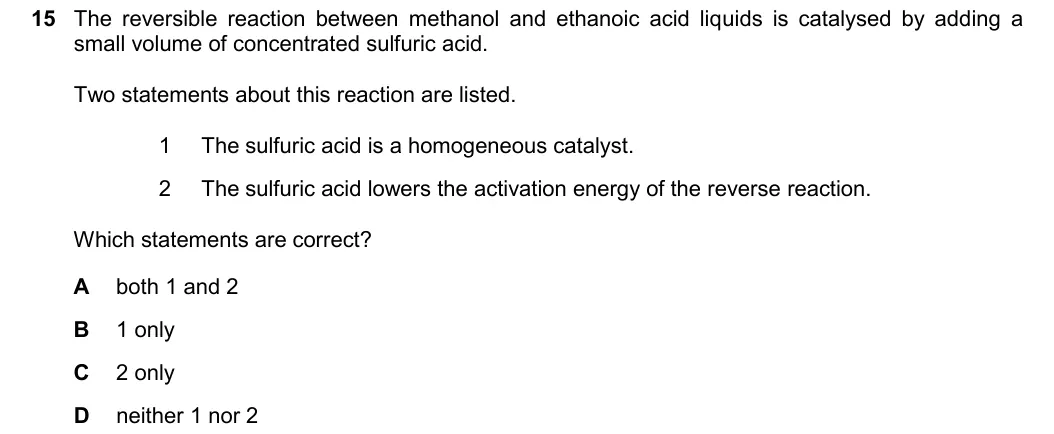 15 The reversible reaction between methanol and ethanoic acid liquids is catalysed by adding a
small volume of concentrated sulfuric acid.
Two statements about this reaction are listed.
1 The sulfuric acid is a homogeneous catalyst.
2 The sulfuric acid lowers the activation energy of the reverse reaction.
Which statements are correct?
A both 1 and 2
B 1 only
C 2 only
D neither 1 nor 2